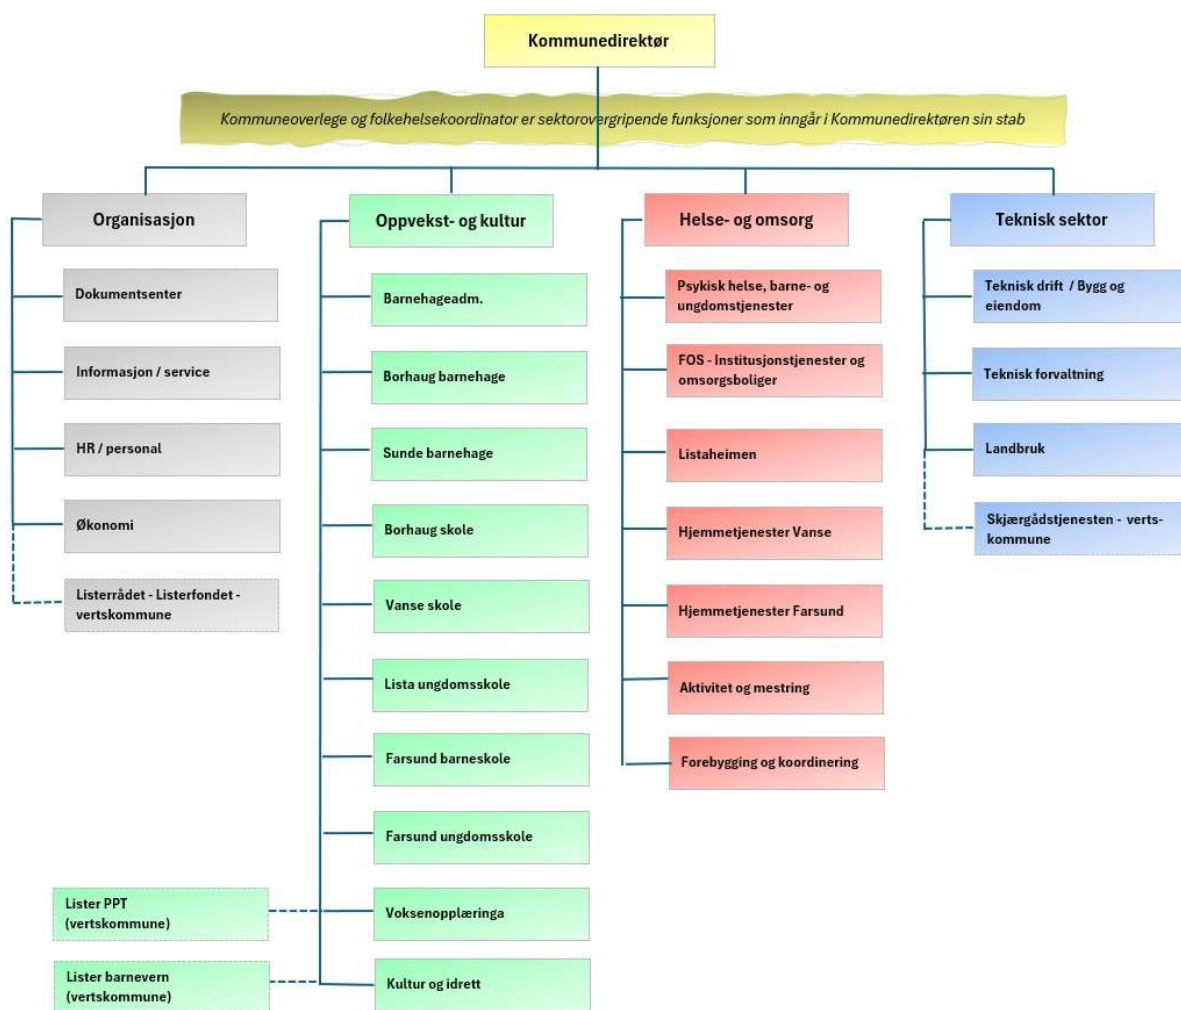 Kommunedirektør
Kommuneoverlege og folkehelsekoordinator er sektorovergripende funksjoner som inngår i Kommunedirektøren sin stab
Organisasjon
Dokumentsenter
Informasjon / service
HR / personal
Økonomi
Listerrådet - Listerfondet -
vertskommune
Oppvekst- og kultur
Barnehageadm.
Borhaug barnehage
Sunde barnehage
Borhaug skole
Vanse skole
Lista ungdomsskole
Farsund barneskole
Farsund ungdomsskole
Voksenopplæringa
Kultur og idrett
Lister PPT
(vertskommune)
Lister barnevern
(vertskommune)
Helse- og omsorg
Psykisk helse, barne- og
ungdomstjenester
FOS - Institusjonstjenester og
omsorgsboliger
Listaheimen
Hjemmetjenester Vanse
Hjemmetjenester Farsund
Aktivitet og mestring
Forebygging og koordinering
Teknisk sektor
Teknisk drift / Bygg og
eiendom
Teknisk forvaltning
Landbruk
Skjærgådstjenesten - verts-
kommune